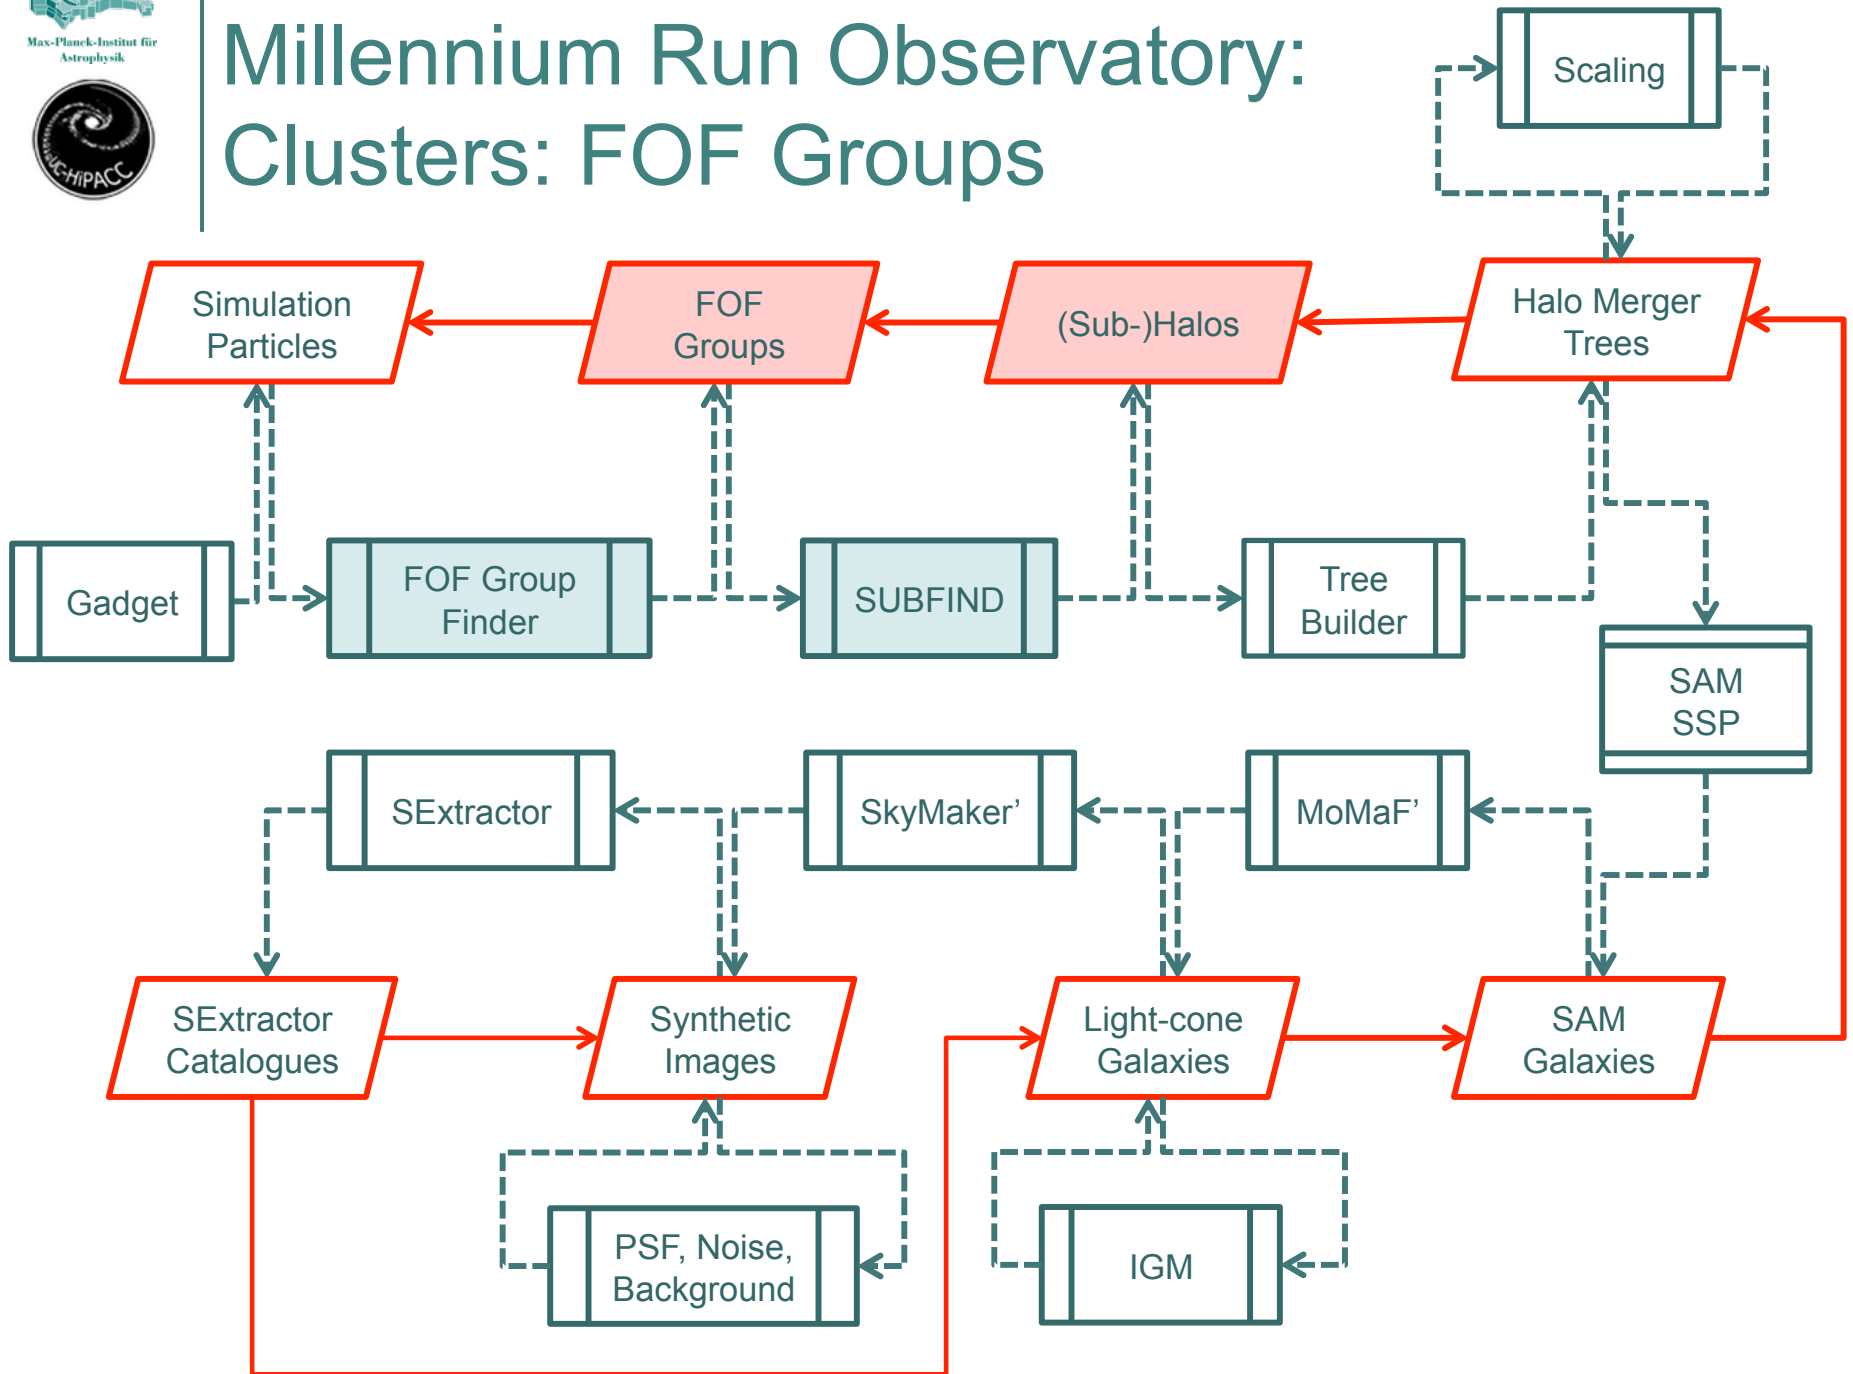 Max-Planck-Institut für
Astrophysik
UC-HiPACC
Millennium Run Observatory:
Clusters: FOF Groups
Scaling
Simulation
Particles
FOF
Groups
(Sub-)Halos
Halo Merger
Trees
Gadget
FOF Group
Finder
SUBFIND
Tree
Builder
SAM
SSP
SExtractor
SkyMaker’
MoMaF’
SExtractor
Catalogues
Synthetic
Images
Light-cone
Galaxies
SAM
Galaxies
PSF, Noise,
Background
IGM